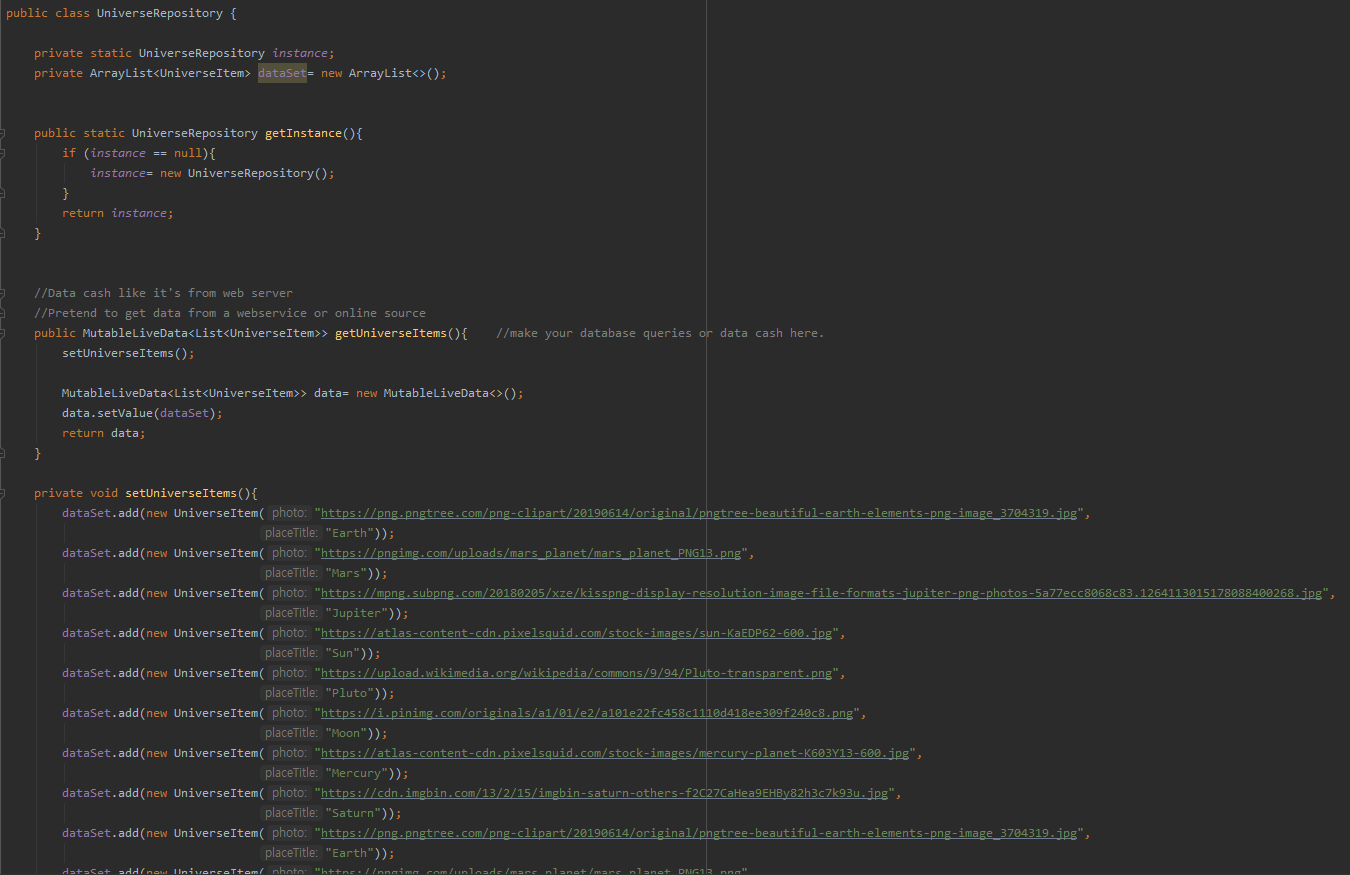 public class UniverseRepository {
private static UniverseRepository instance;
private ArrayList<UniverseItem> dataSet= new ArrayList<>();
public static UniverseRepository getInstance(){
if (instance == null){
instance= new UniverseRepository();
}
return instance;
}
//Data cash like it's from web server
//Pretend to get data from a webservice or online source
public MutableLiveData<List<UniverseItem>> getUniverseItems(){ //make your database queries or data cash here.
setUniverseItems();
MutableLiveData<List<UniverseItem>> data= new MutableLiveData<>();
data.setValue(dataSet);
return data;
}
private void setUniverseItems(){
dataSet.add(new UniverseItem( photo: "https://png.pngtree.com/png-clipart/20190614/original/pngtree-beautiful-earth-elements-png-image_3704319.jpg",
placeTitle: "Earth"));
dataSet.add(new UniverseItem( photo: "https://pngimg.com/uploads/mars_planet/mars_planet_PNG13.png",
placeTitle: "Mars"));
dataSet.add(new UniverseItem( photo: "https://mpng.subpng.com/20180205/xze/kisspng-display-resolution-image-file-formats-jupiter-png-photos-5a77ecc8068c83.1264113015178088400268.jpg",
placeTitle: "Jupiter"));
dataSet.add(new UniverseItem( photo: "https://atlas-content-cdn.pixelsquid.com/stock-images/sun-KaEDP62-600.jpg",
placeTitle: "Sun"));
dataSet.add(new UniverseItem( photo: "https://upload.wikimedia.org/wikipedia/commons/9/94/Pluto-transparent.png",
placeTitle: "Pluto"));
dataSet.add(new UniverseItem( photo: "https://i.pinimg.com/originals/a1/01/e2/a101e22fc458c1110d418ee309f240c8.png",
placeTitle: "Moon"));
dataSet.add(new UniverseItem( photo: "https://atlas-content-cdn.pixelsquid.com/stock-images/mercury-planet-K603Y13-600.jpg",
placeTitle: "Mercury"));
dataSet.add(new UniverseItem( photo: "https://cdn.imgbin.com/13/2/15/imgbin-saturn-others-f2C27CaHea9EHBy82h3c7k93u.jpg",
placeTitle: "Saturn"));
dataSet.add(new UniverseItem( photo: "https://png.pngtree.com/png-clipart/20190614/original/pngtree-beautiful-earth-elements-png-image_3704319.jpg",
placeTitle: "Earth"));
dataSet.add(new UniverseItem( photo: "https://pngimg.com/uploads/mars_planet/mars_planet_PNG13.png"